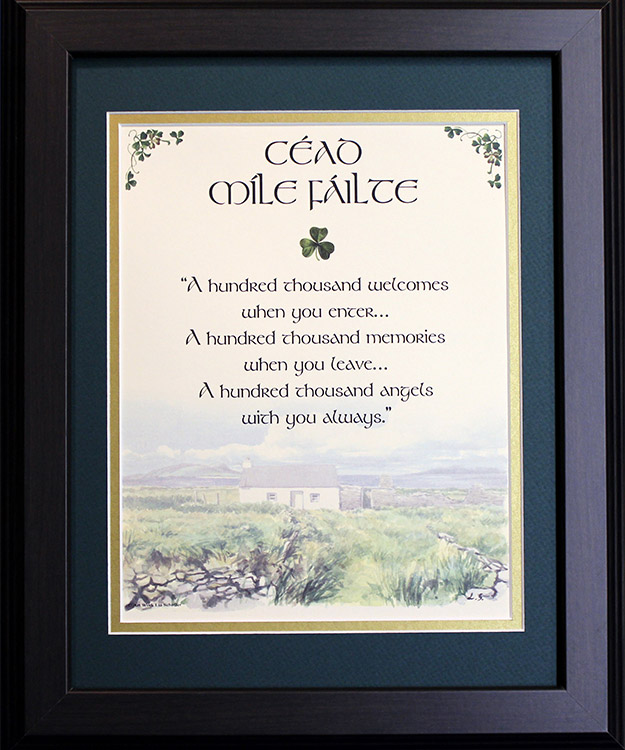 CÉAD
MÍLE FÁILTE
“A hundred thousand welcomes
when you enter...
A hundred thousand memories
when you leave...
A hundred thousand angels
with you always.”